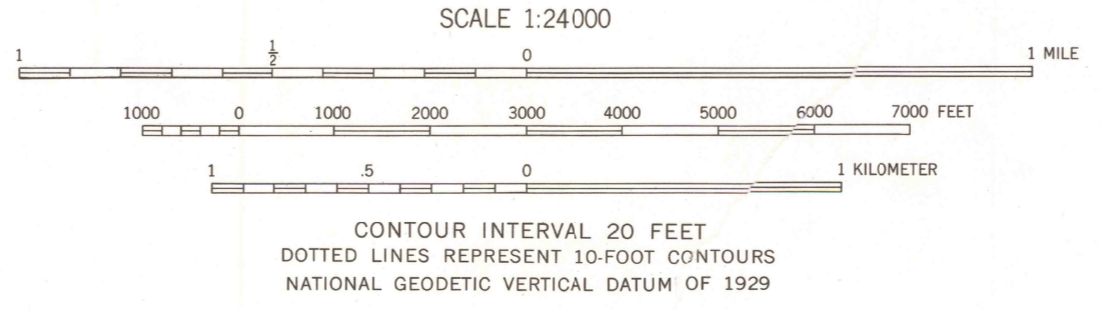 SCALE 1:24000
1 ½ 0 1 MILE
1000 0 1000 2000 3000 4000 5000 6000 7000 FEET
1 .5 0 1 KILOMETER
CONTOUR INTERVAL 20 FEET
DOTTED LINES REPRESENT 10-FOOT CONTOURS
NATIONAL GEODETIC VERTICAL DATUM OF 1929